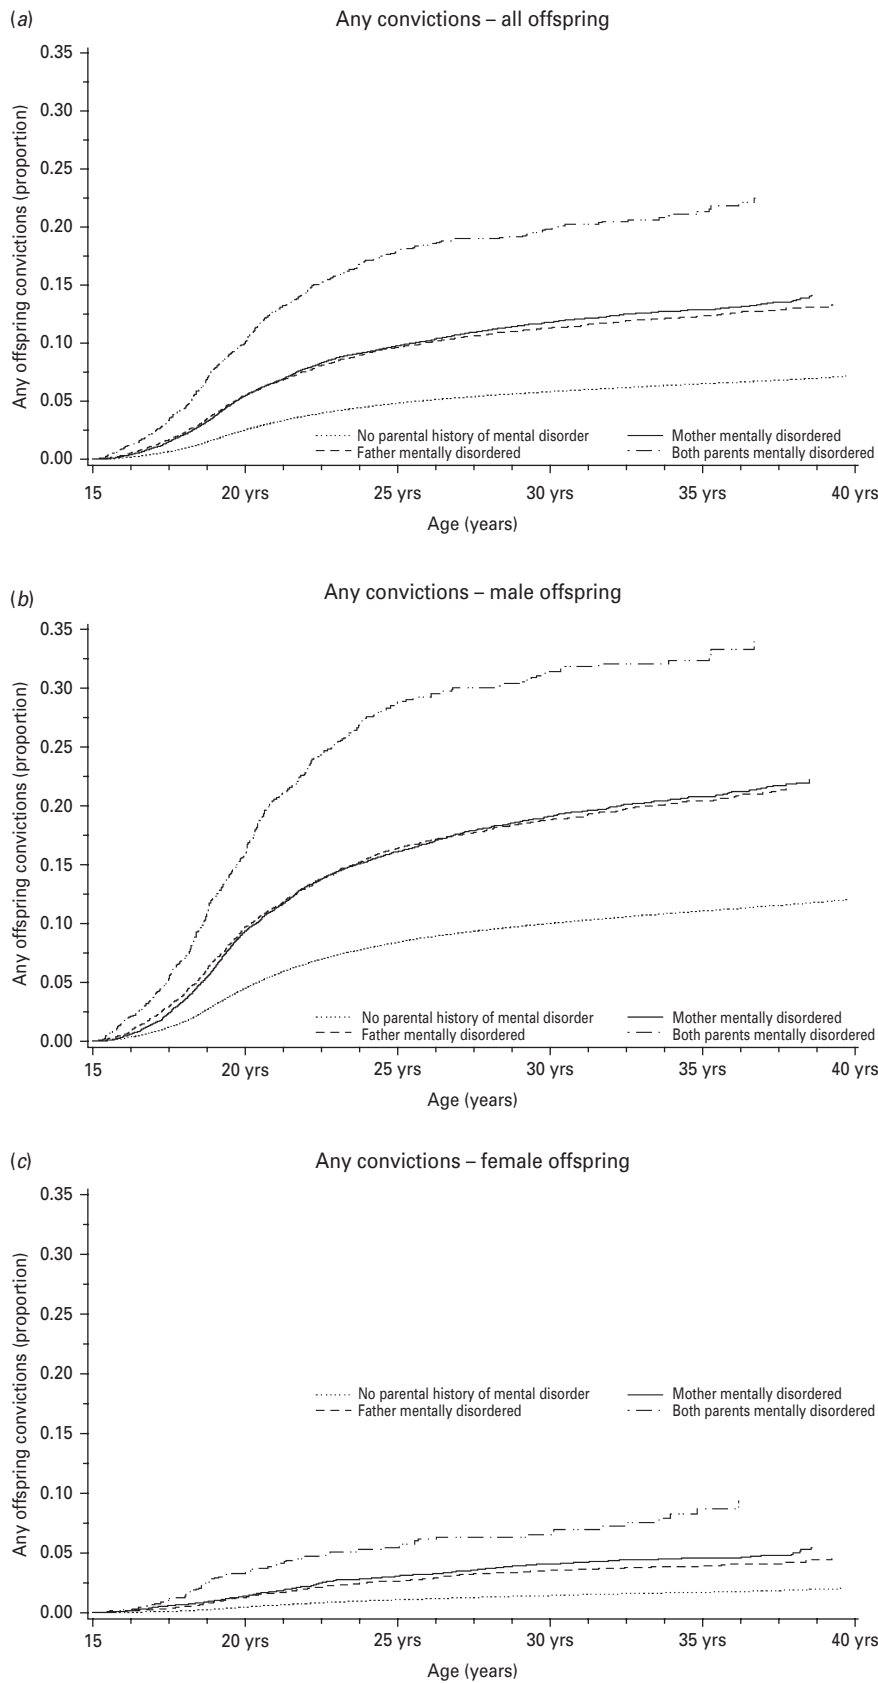 (a)
Any convictions – all offspring
Any offspring convictions (proportion)
0.35
0.30
0.25
0.20
0.15
0.10
0.05
0.00
No parental history of mental disorder
Mother mentally disordered
Father mentally disordered
Both parents mentally disordered
15 20 yrs 25 yrs 30 yrs 35 yrs 40 yrs
Age (years)
(b)
Any convictions – male offspring
Any offspring convictions (proportion)
0.35
0.30
0.25
0.20
0.15
0.10
0.05
0.00
No parental history of mental disorder
Mother mentally disordered
Father mentally disordered
Both parents mentally disordered
15 20 yrs 25 yrs 30 yrs 35 yrs 40 yrs
Age (years)
(c)
Any convictions – female offspring
Any offspring convictions (proportion)
0.35
0.30
0.25
0.20
0.15
0.10
0.05
0.00
No parental history of mental disorder
Mother mentally disordered
Father mentally disordered
Both parents mentally disordered
15 20 yrs 25 yrs 30 yrs 35 yrs 40 yrs
Age (years)